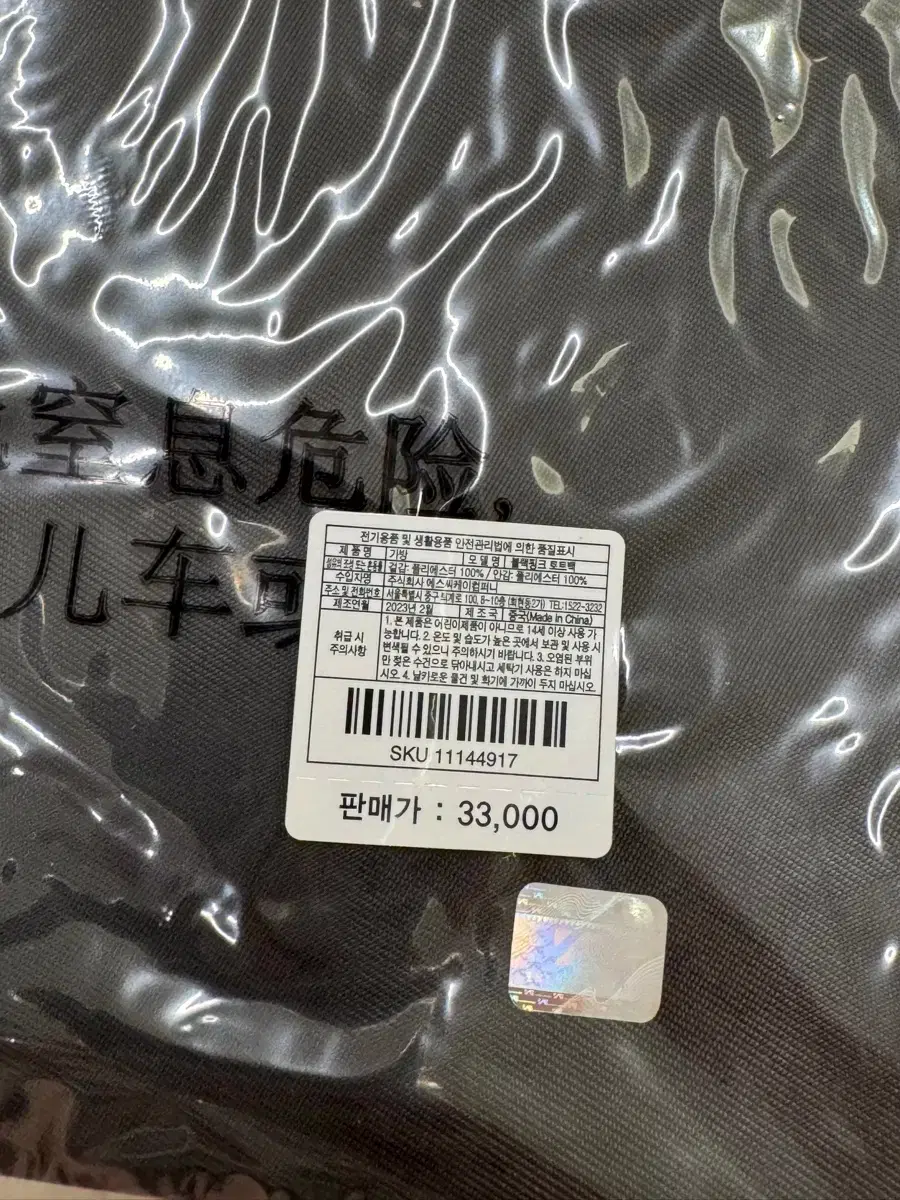 窒息危险,
儿车或
전기용품 및 생활용품 안전관리법에 의한 품질표시
제 품 명 가방 모 델 명 블랙핑크 토트백
겉감: 폴리에스터 100% / 안감: 폴리에스터 100%
수입자명 주식회사 에스씨케이컴퍼니
주소 및 전화번호 서울특별시 중구 퇴계로 100, 8~10층 (회현동2가) TEL:1522-3232
제조연월 2023년 2월 제 조 국 중국(Made In China)
취급 시 주의사항
1. 본 제품은 어린이제품이 아니므로 14세 이상 사용 가
능합니다. 2. 온도 및 습도가 높은 곳에서 보관 및 사용 시
변색될 수 있으니 주의하시기 바랍니다. 3. 오염된 부위
만 젖은 수건으로 닦아내시고 세탁기 사용은 하지 마십
시오. 4. 날카로운 물건 및 화기에 가까이 두지 마십시오.
SKU 11144917
판매가 : 33,000